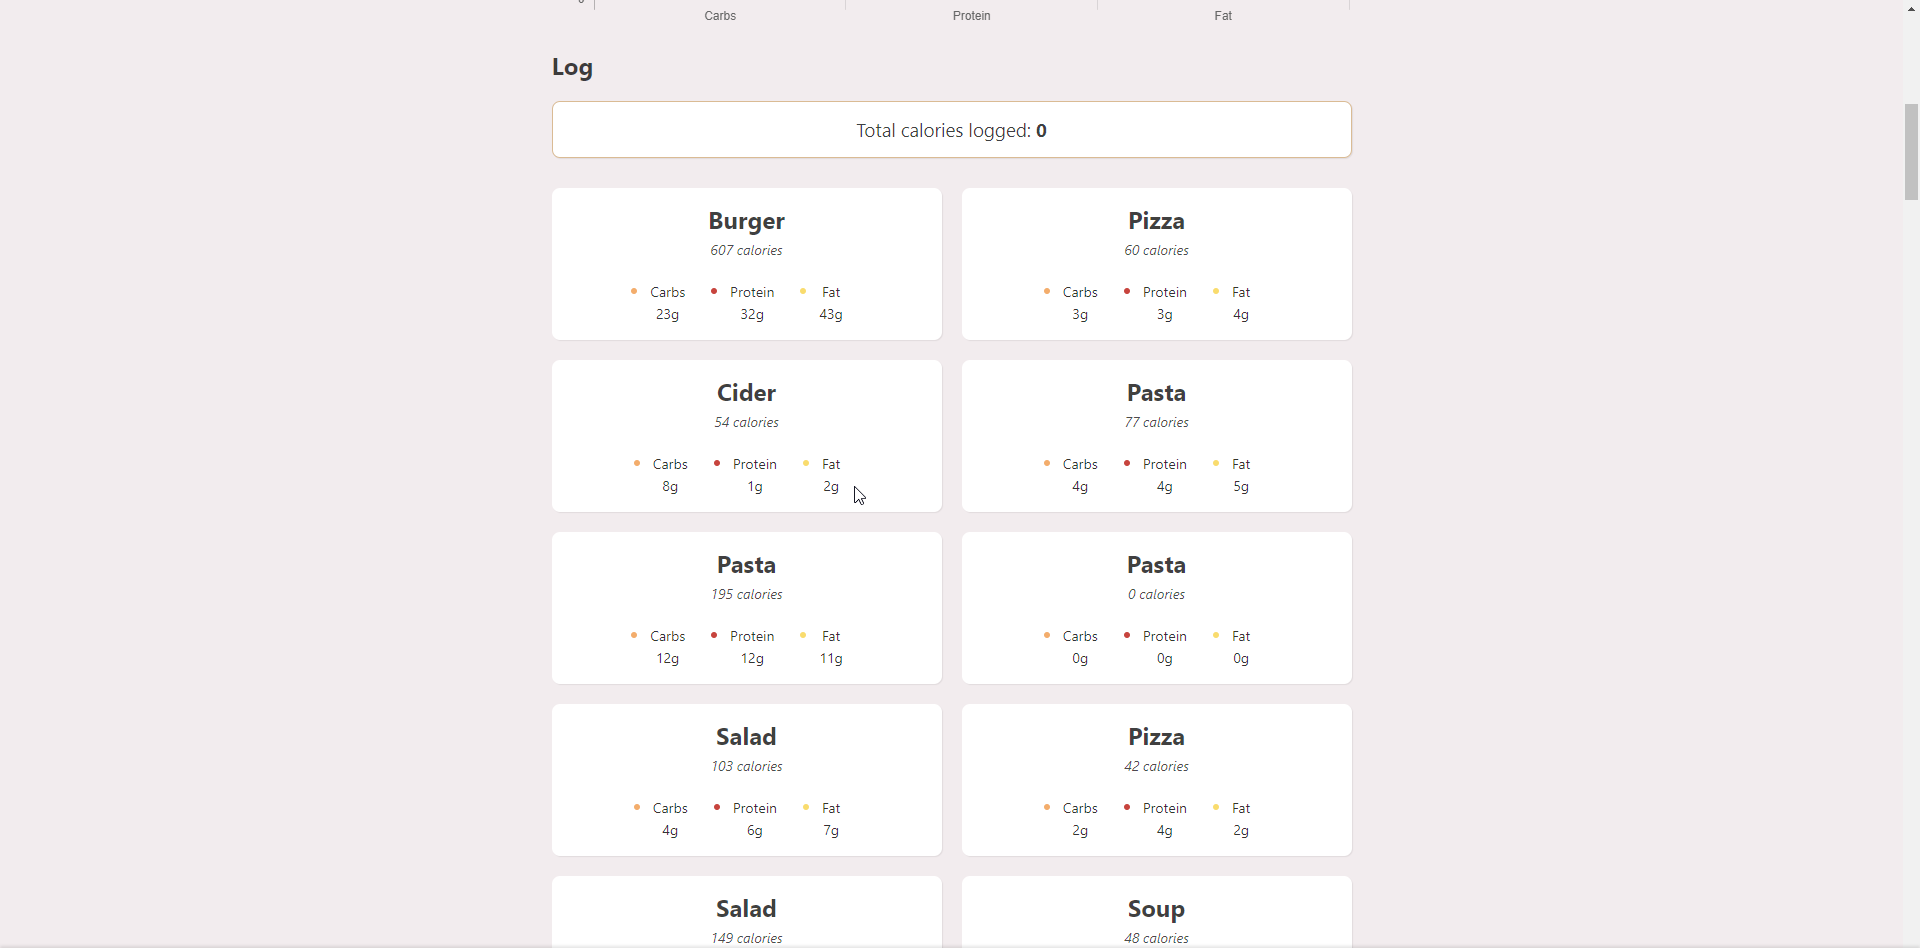 Carbs Protein Fat
Log
Total calories logged: 0
Burger
607 calories
Carbs Protein Fat
23g 32g 43g
Pizza
60 calories
Carbs Protein Fat
3g 3g 4g
Cider
54 calories
Carbs Protein Fat
8g 1g 2g
Pasta
77 calories
Carbs Protein Fat
4g 4g 5g
Pasta
195 calories
Carbs Protein Fat
12g 12g 11g
Pasta
0 calories
Carbs Protein Fat
0g 0g 0g
Salad
103 calories
Carbs Protein Fat
4g 6g 7g
Pizza
42 calories
Carbs Protein Fat
2g 4g 2g
Salad
149 calories
Soup
48 calories